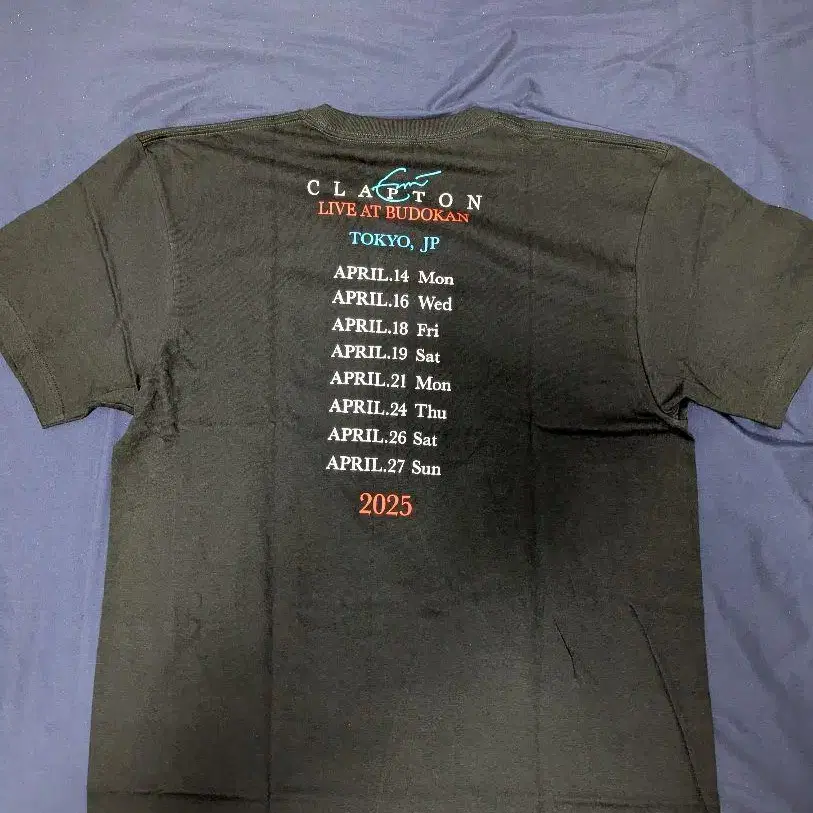 CLAPTON
LIVE AT BUDOKAN
TOKYO, JP
APRIL.14 Mon
APRIL.16 Wed
APRIL.18 Fri
APRIL.19 Sat
APRIL.21 Mon
APRIL.24 Thu
APRIL.26 Sat
APRIL.27 Sun
2025